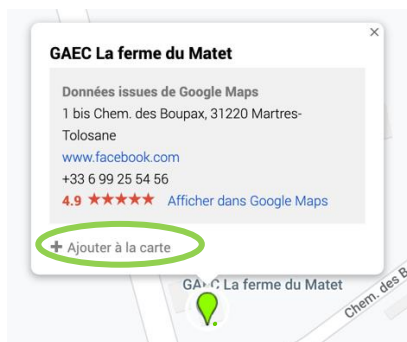 ×
GAEC La ferme du Matet
Données issues de Google Maps
1 bis Chem. des Boupax, 31220 Martres-
Tolosane
www.facebook.com
+33 6 99 25 54 56
4.9 ★★★★★ Afficher dans Google Maps
+ Ajouter à la carte
GAEC La ferme du Matet
Chem. des B